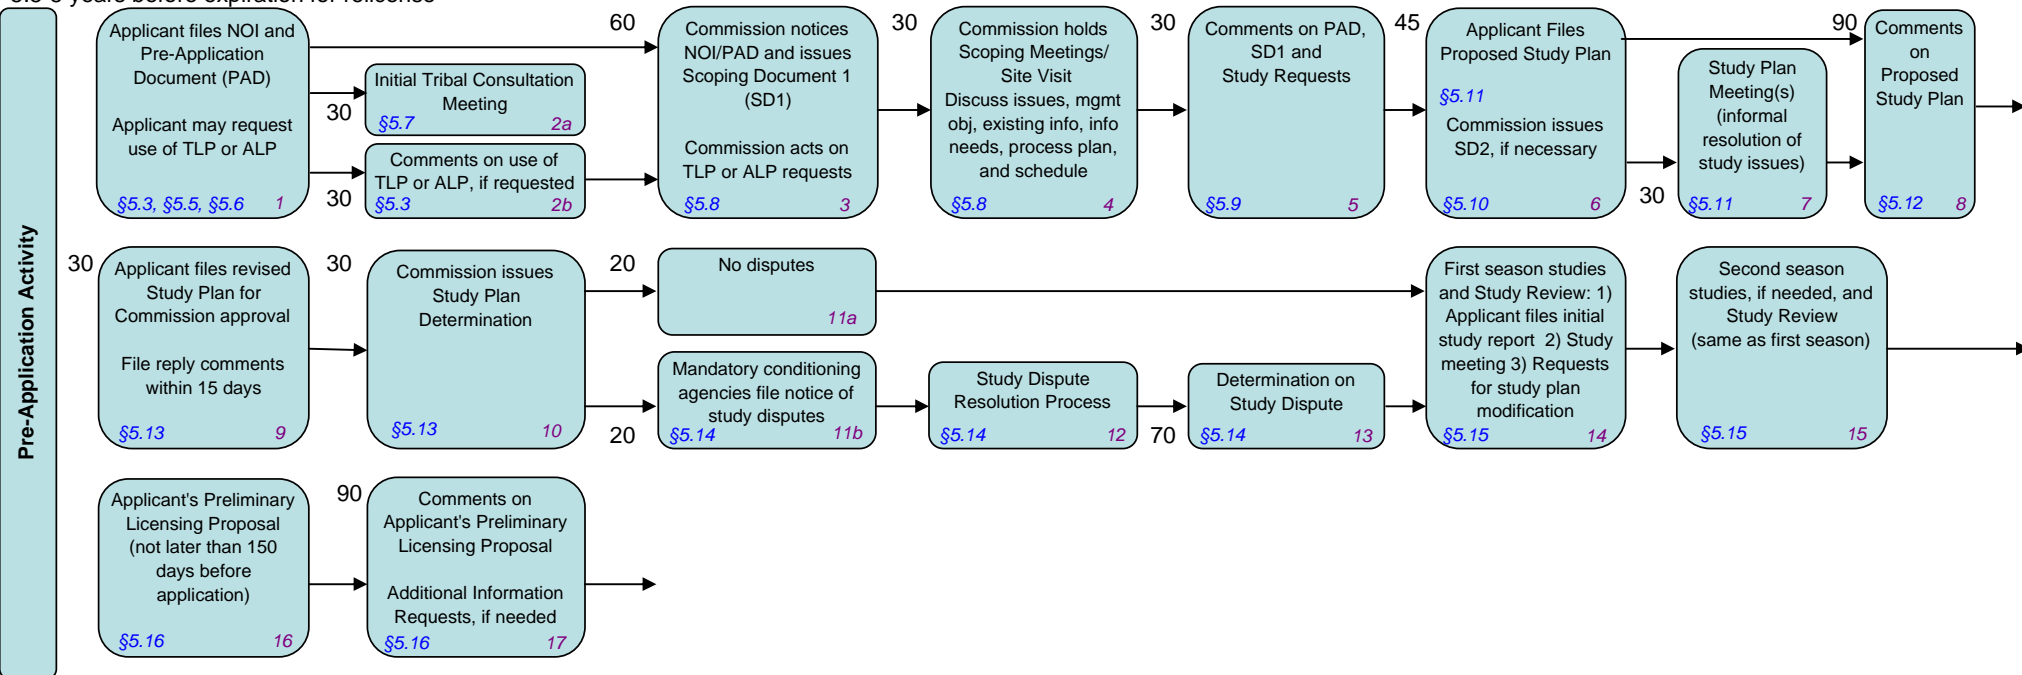 5.5-5 years before expiration for relicense
Pre-Application Activity
Applicant files NOI and
Pre-Application
Document (PAD)
Applicant may request
use of TLP or ALP
§5.3, §5.5, §5.6 1
30
Initial Tribal Consultation
Meeting
§5.7 2a
30
Comments on use of
TLP or ALP, if requested
§5.3 2b
60
Commission notices
NOI/PAD and issues
Scoping Document 1
(SD1)
Commission acts on
TLP or ALP requests
§5.8 3
30
Commission holds
Scoping Meetings/
Site Visit
Discuss issues, mgmt
obj, existing info, info
needs, process plan,
and schedule
§5.8 4
30
Comments on PAD,
SD1 and
Study Requests
§5.9 5
45
Applicant Files
Proposed Study Plan
§5.11
Commission issues
SD2, if necessary
§5.10 6
30
Study Plan
Meeting(s)
(informal
resolution of
study issues)
§5.11 7
90
Comments
on
Proposed
Study Plan
§5.12 8
30
Applicant files revised
Study Plan for
Commission approval
File reply comments
within 15 days
§5.13 9
30
Commission issues
Study Plan
Determination
§5.13 10
20
No disputes
11a
20
Mandatory conditioning
agencies file notice of
study disputes
§5.14 11b
Study Dispute
Resolution Process
§5.14 12
70
Determination on
Study Dispute
§5.14 13
First season studies
and Study Review: 1)
Applicant files initial
study report 2) Study
meeting 3) Requests
for study plan
modification
§5.15 14
Second season
studies, if needed, and
Study Review
(same as first season)
§5.15 15
Applicant's Preliminary
Licensing Proposal
(not later than 150
days before
application)
§5.16 16
90
Comments on
Applicant's Preliminary
Licensing Proposal
Additional Information
Requests, if needed
§5.16 17